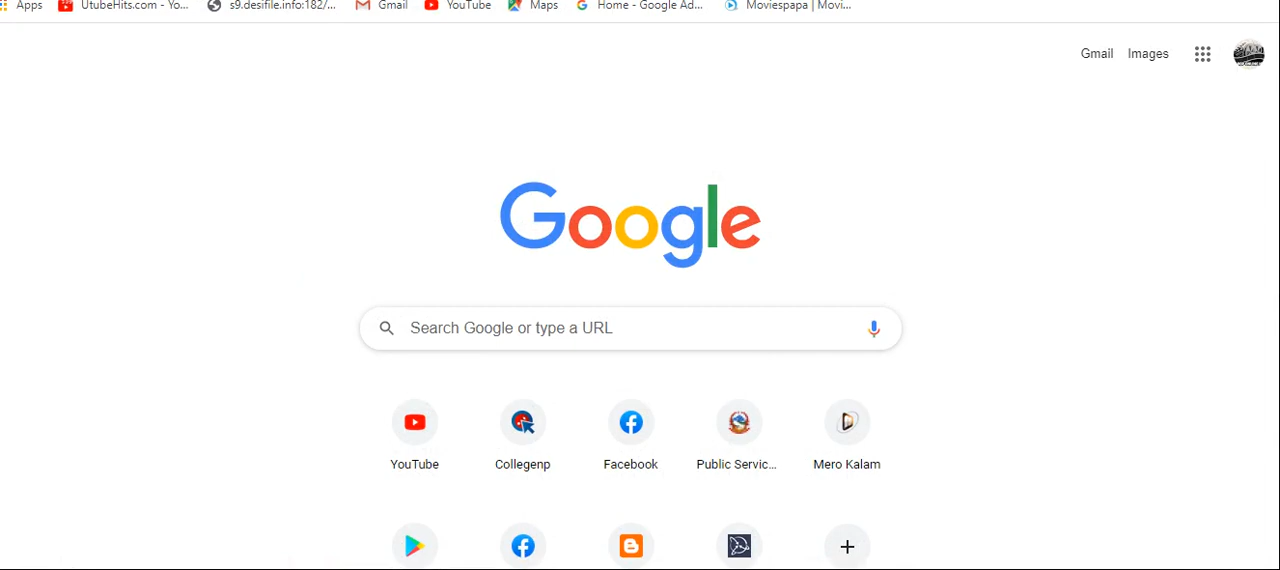 Apps UtubeHits.com - Yo... s9.desifile.info:182/... Gmail YouTube Maps Home - Google Ad... Moviespapa | Movi...
Gmail Images
Google
Search Google or type a URL
YouTube Collegenp Facebook Public Servic... Mero Kalam